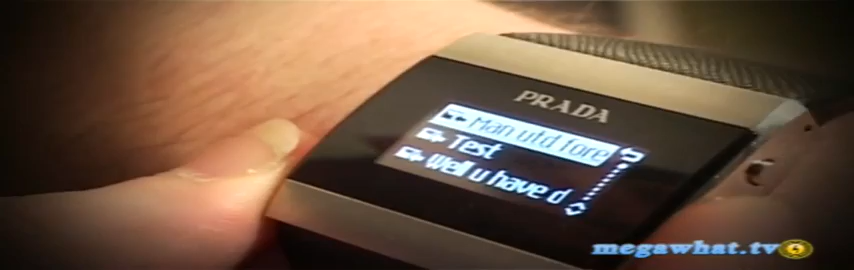 PRADA
Man utd fore
Test
Well u have d
megawhat.tv